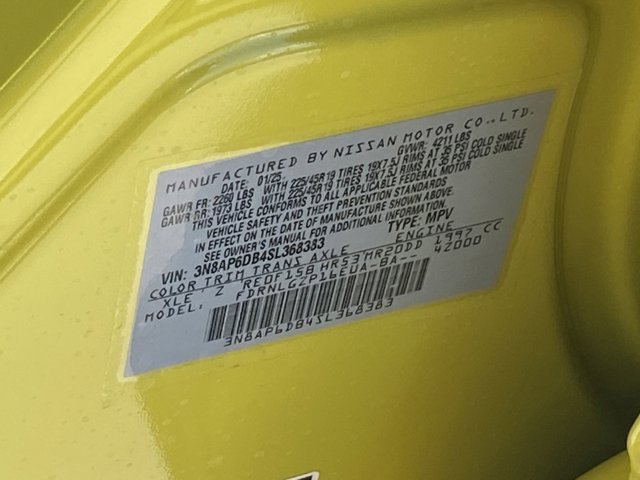 MANUFACTURED BY NISSAN MOTOR CO., LTD.
DATE: 01/25 GVWR: 4211 LBS
GAWR FR: 2260 LBS WITH 225/45R19 TIRES 19X7.5J RIMS AT 35 PSI COLD SINGLE
GAWR RR: 1973 LBS WITH 225/45R19 TIRES 19X7.5J RIMS AT 35 PSI COLD SINGLE
THIS VEHICLE CONFORMS TO ALL APPLICABLE FEDERAL MOTOR
VEHICLE SAFETY AND THEFT PREVENTION STANDARDS
IN EFFECT ON THE DATE OF MANUFACTURE SHOWN ABOVE.
SEE OWNER'S MANUAL FOR ADDITIONAL INFORMATION.
VIN: 3N8AP6DB4SL368383 TYPE: MPV
COLOR TRIM TRANS AXLE ENGINE
XLE Z RE0F15B HR53 MR20DD 1997 CC
MODEL: FDRNLGZP16EUA-BA-- 42000
3N8AP6DB4SL368383